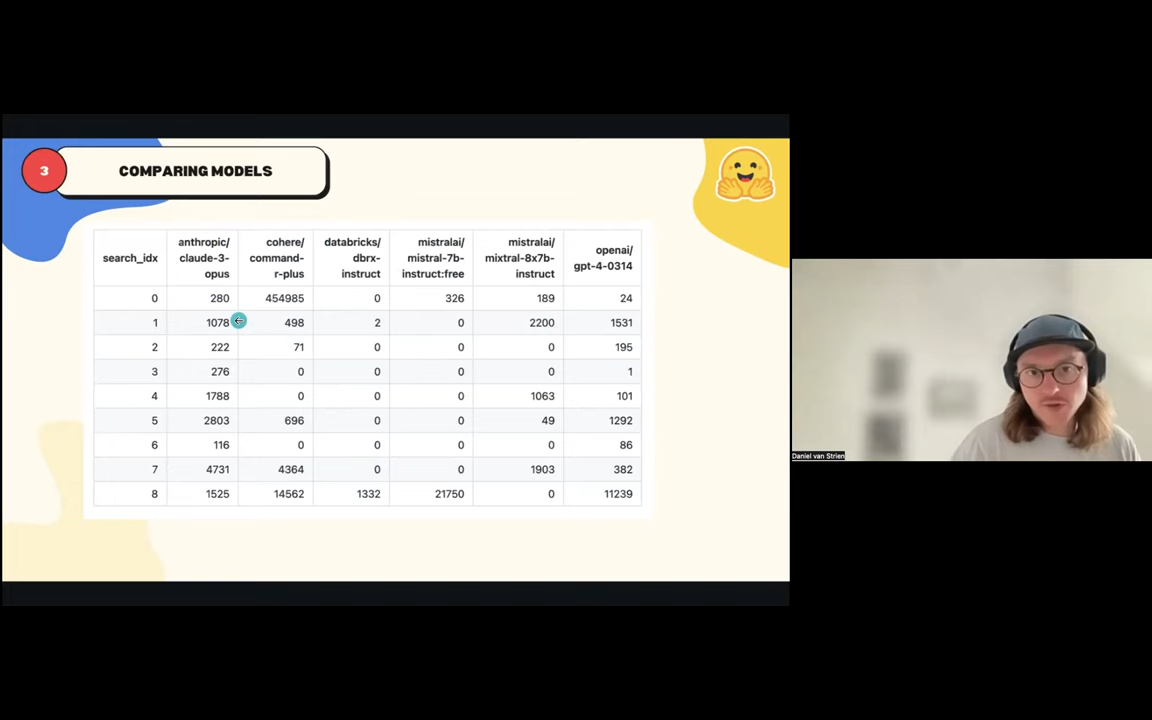 3
COMPARING MODELS
search_idx
anthropic/
claude-3-
opus
cohere/
command-
r-plus
databricks/
dbrx-
instruct
mistralai/
mistral-7b-
instruct:free
mistralai/
mixtral-8x7b-
instruct
openai/
gpt-4-0314
0 280 454985 0 326 189 24
1 1078 498 2 0 2200 1531
2 222 71 0 0 0 195
3 276 0 0 0 0 1
4 1788 0 0 0 1063 101
5 2803 696 0 0 49 1292
6 116 0 0 0 0 86
7 4731 4364 0 0 1903 382
8 1525 14562 1332 21750 0 11239
Daniel van Strien